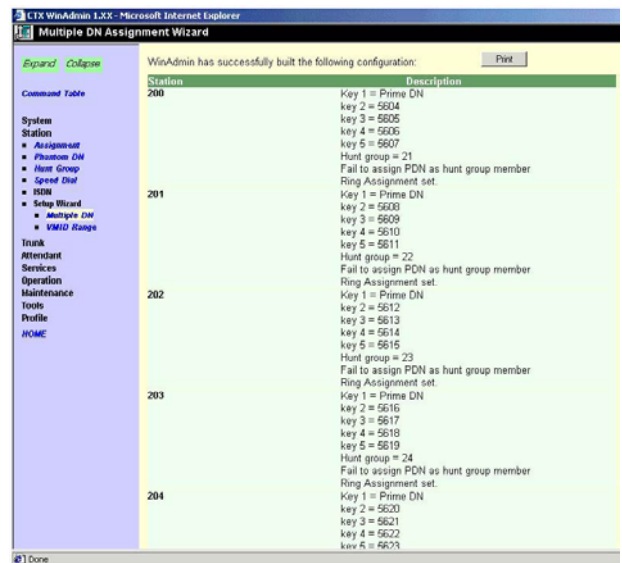 CTX WinAdmin 1.XX - Microsoft Internet Explorer
Multiple DN Assignment Wizard
Expand Collapse
Command Table
System
Station
Assignment
Phantom DN
Hunt Group
Speed Dial
ISDN
Setup Wizard
Multiple DN
VMID Range
Trunk
Attendant
Services
Operation
Maintenance
Tools
Profile
HOME
WinAdmin has successfully built the following configuration:
Print
Station Description
200 Key 1 = Prime DN
key 2 = 5604
key 3 = 5605
key 4 = 5606
key 5 = 5607
Hunt group = 21
Fail to assign PDN as hunt group member
Ring Assignment set.
201 Key 1 = Prime DN
key 2 = 5608
key 3 = 5609
key 4 = 5610
key 5 = 5611
Hunt group = 22
Fail to assign PDN as hunt group member
Ring Assignment set.
202 Key 1 = Prime DN
key 2 = 5612
key 3 = 5613
key 4 = 5614
key 5 = 5615
Hunt group = 23
Fail to assign PDN as hunt group member
Ring Assignment set.
203 Key 1 = Prime DN
key 2 = 5616
key 3 = 5617
key 4 = 5618
key 5 = 5619
Hunt group = 24
Fail to assign PDN as hunt group member
Ring Assignment set.
204 Key 1 = Prime DN
key 2 = 5620
key 3 = 5621
key 4 = 5622
key 5 = 5623
Done